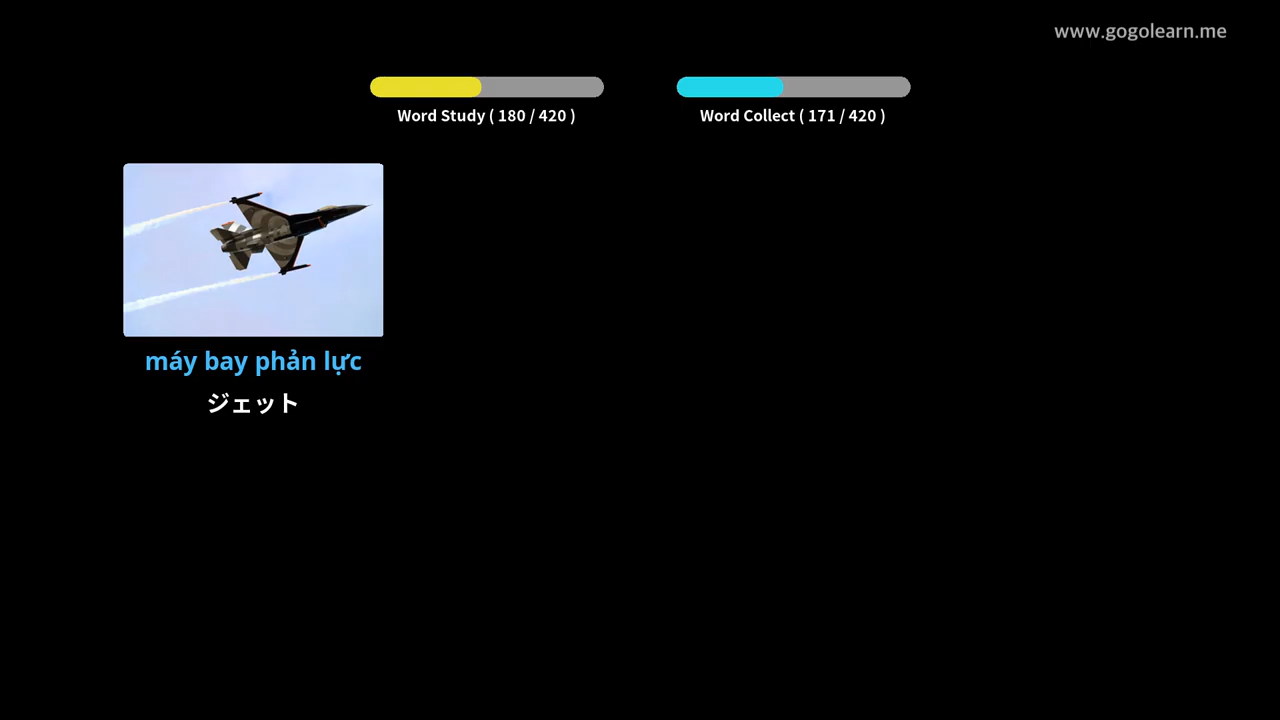 www.gogolearn.me
Word Study ( 180 / 420 )
Word Collect ( 171 / 420 )
máy bay phản lực
ジェット